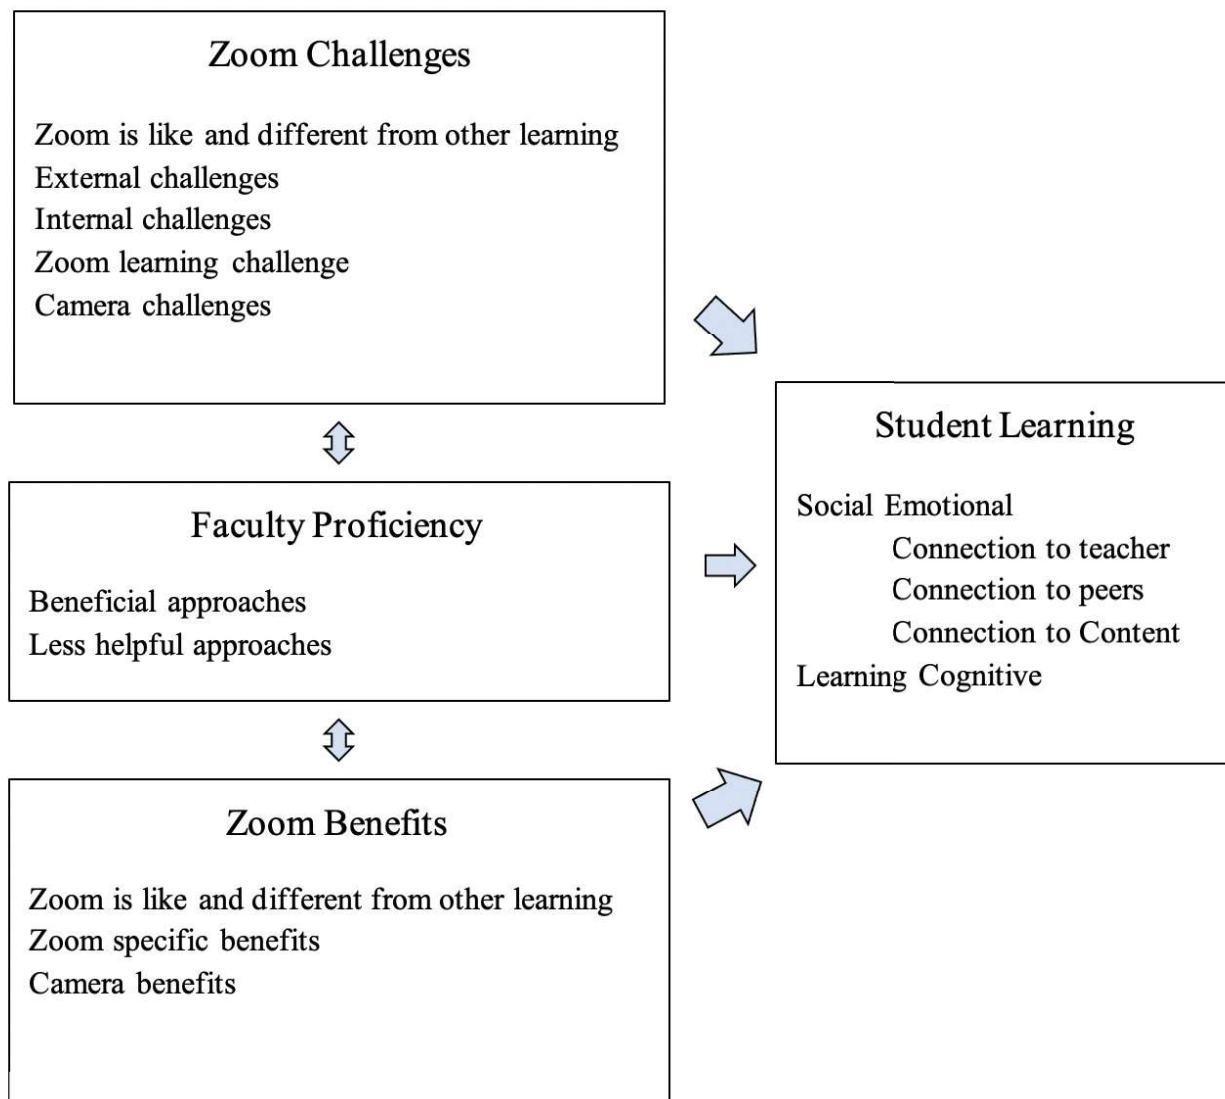 Zoom Challenges
Zoom is like and different from other learning
External challenges
Internal challenges
Zoom learning challenge
Camera challenges
Faculty Proficiency
Beneficial approaches
Less helpful approaches
Zoom Benefits
Zoom is like and different from other learning
Zoom specific benefits
Camera benefits
Student Learning
Social Emotional
Connection to teacher
Connection to peers
Connection to Content
Learning Cognitive